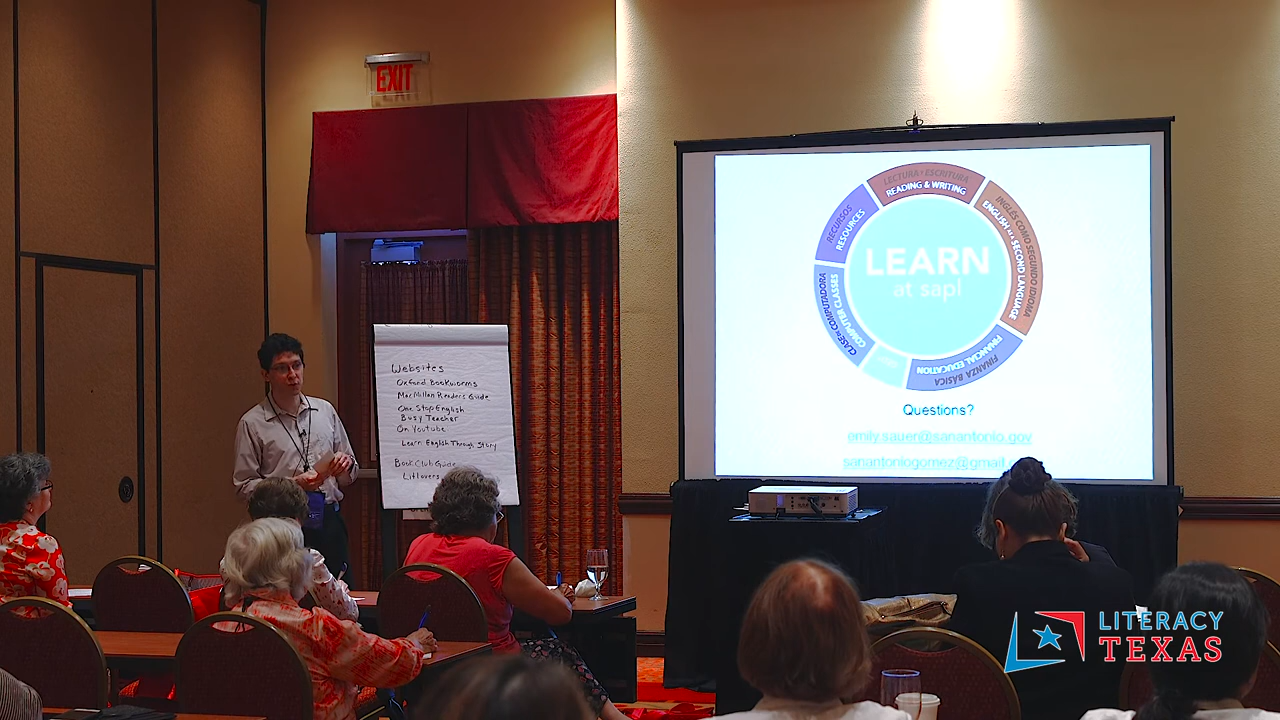 EXIT
Websites
Oxford Bookworms
MacMillan Readers Guide
One Stop English
Busy Teacher
On Youtube
Learn English Through Story
Book Club Guide
Litlovers
LECTURA Y ESCRITURA
READING & WRITING
INGLÉS COMO SEGUNDO IDIOMA
ENGLISH AS A SECOND LANGUAGE
FINANCIAL EDUCATION
FINANZA BÁSICA
CLASE DE COMPUTADORA
COMPUTER CLASSES
RECURSOS
RESOURCES
LEARN
at sapl
Questions?
emily.sauer@sanantonio.gov
sanantoniogomez@gmail
LITERACY
TEXAS